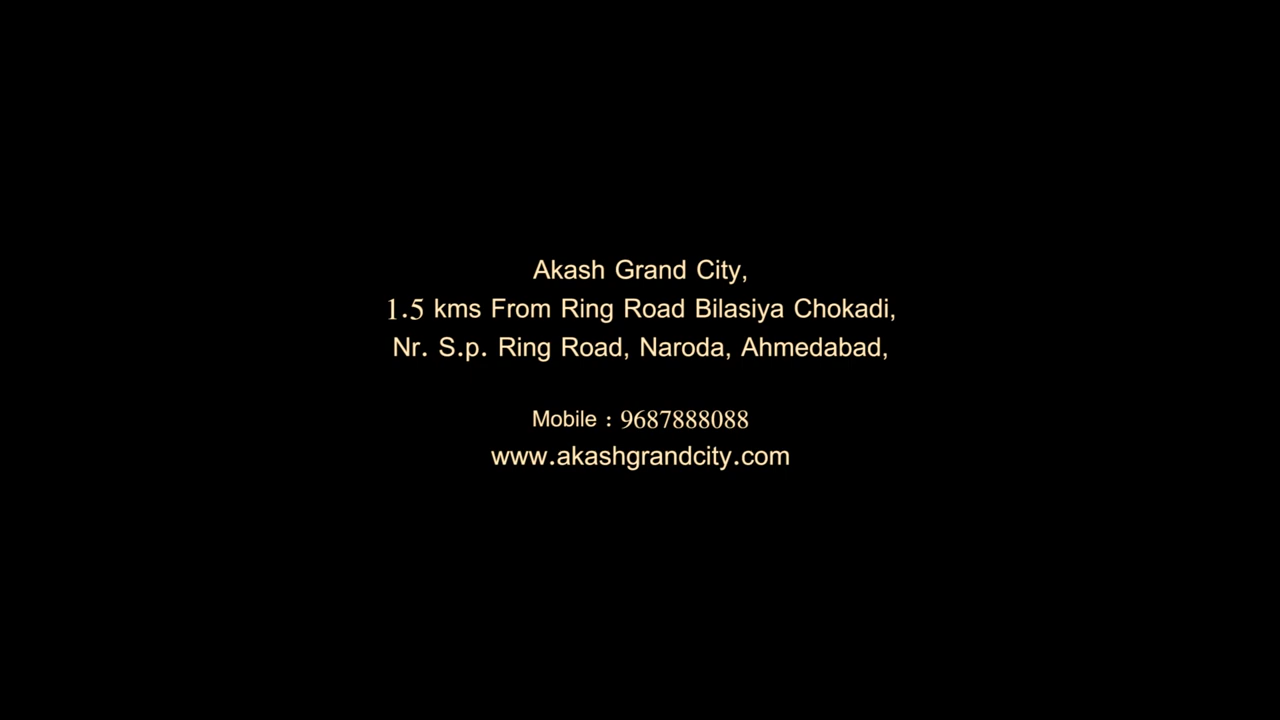 Akash Grand City,
1.5 kms From Ring Road Bilasiya Chokadi,
Nr. S.p. Ring Road, Naroda, Ahmedabad,
Mobile : 9687888088
www.akashgrandcity.com